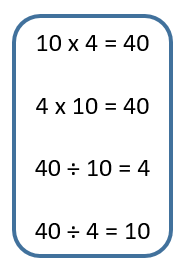 10 x 4 = 40
4 x 10 = 40
40 ÷ 10 = 4
40 ÷ 4 = 10